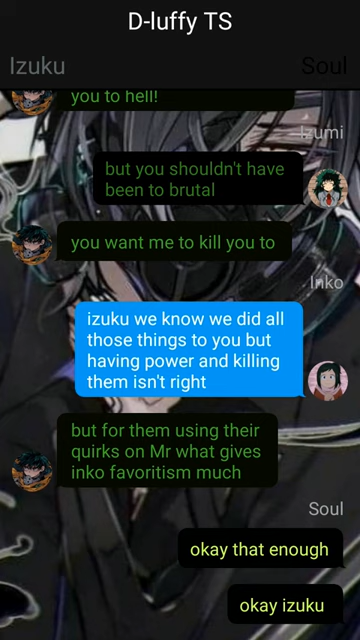 D-luffy TS
Izuku
Soul
you to hell!
Izumi
but you shouldn't have
been to brutal
you want me to kill you to
Inko
izuku we know we did all
those things to you but
having power and killing
them isn't right
but for them using their
quirks on Mr what gives
inko favoritism much
Soul
okay that enough
okay izuku